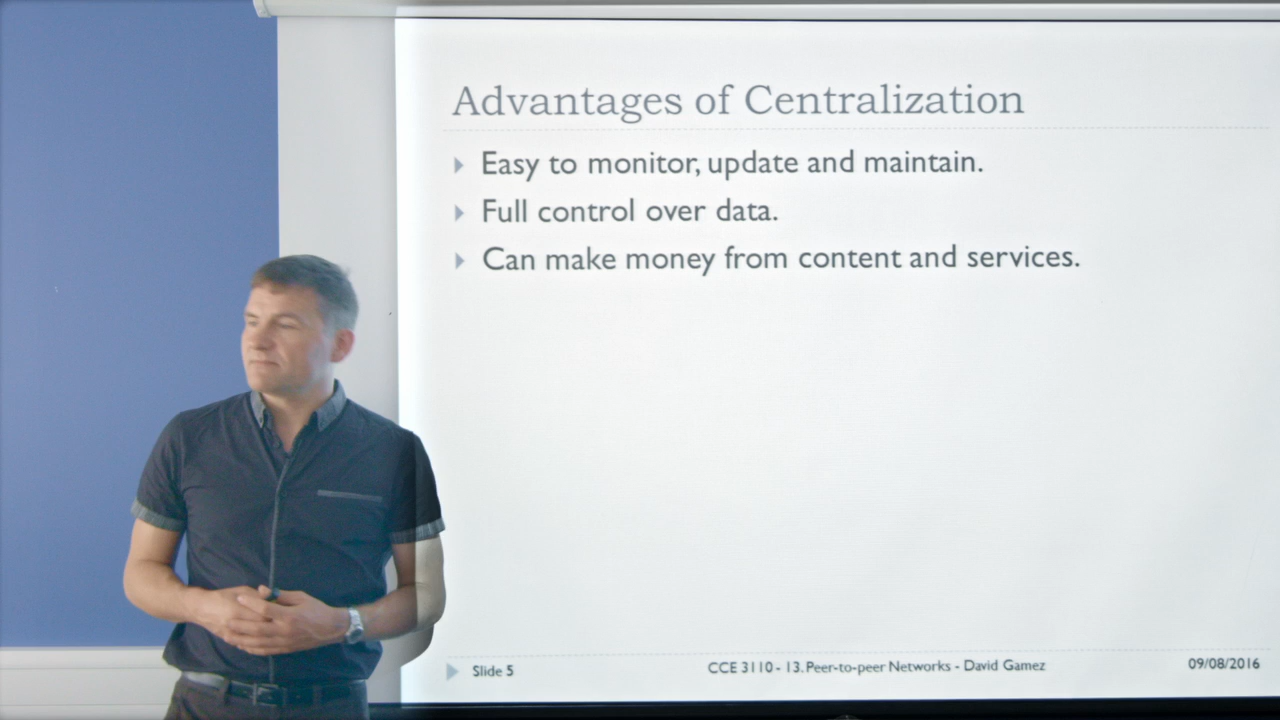 Advantages of Centralization
Easy to monitor, update and maintain.
Full control over data.
Can make money from content and services.
Slide 5
CCE 3110 - 13. Peer-to-peer Networks - David Gamez
09/08/2016